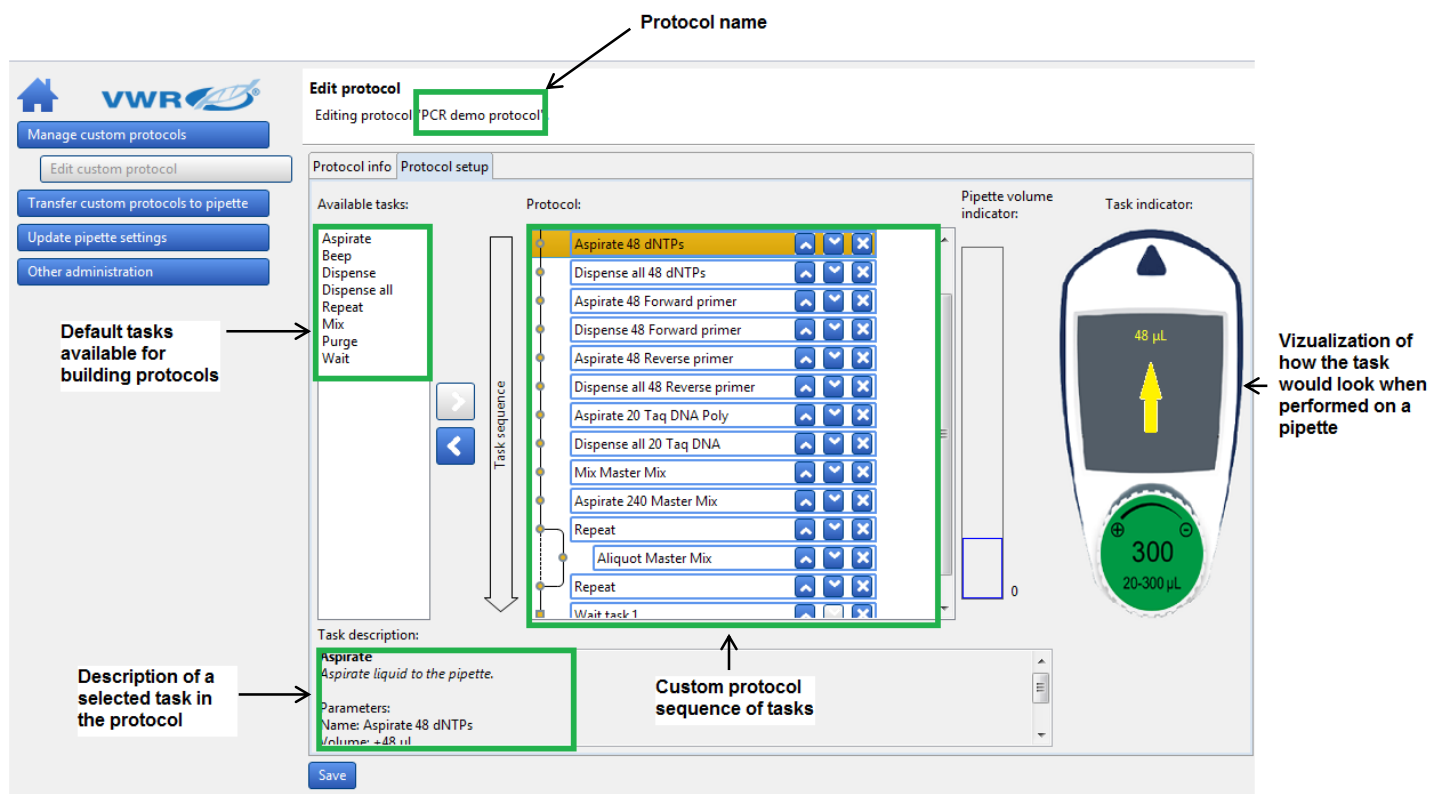 Protocol name
VWR
Edit protocol
Editing protocol 'PCR demo protocol'.
Manage custom protocols
Edit custom protocol
Transfer custom protocols to pipette
Update pipette settings
Other administration
Protocol info
Protocol setup
Available tasks:
Protocol:
Pipette volume
indicator:
Task indicator:
Aspirate
Beep
Dispense
Dispense all
Repeat
Mix
Purge
Wait
Default tasks
available for
building protocols
Task sequence
Aspirate 48 dNTPs
Dispense all 48 dNTPs
Aspirate 48 Forward primer
Dispense 48 Forward primer
Aspirate 48 Reverse primer
Dispense all 48 Reverse primer
Aspirate 20 Taq DNA Poly
Dispense all 20 Taq DNA
Mix Master Mix
Aspirate 240 Master Mix
Repeat
Aliquot Master Mix
Repeat
Wait task 1
0
48 µL
300
20-300 µL
Vizualization of
how the task
would look when
performed on a
pipette
Task description:
Aspirate
Aspirate liquid to the pipette.
Parameters:
Name: Aspirate 48 dNTPs
Volume: +48 µl
Description of a
selected task in
the protocol
Custom protocol
sequence of tasks
Save